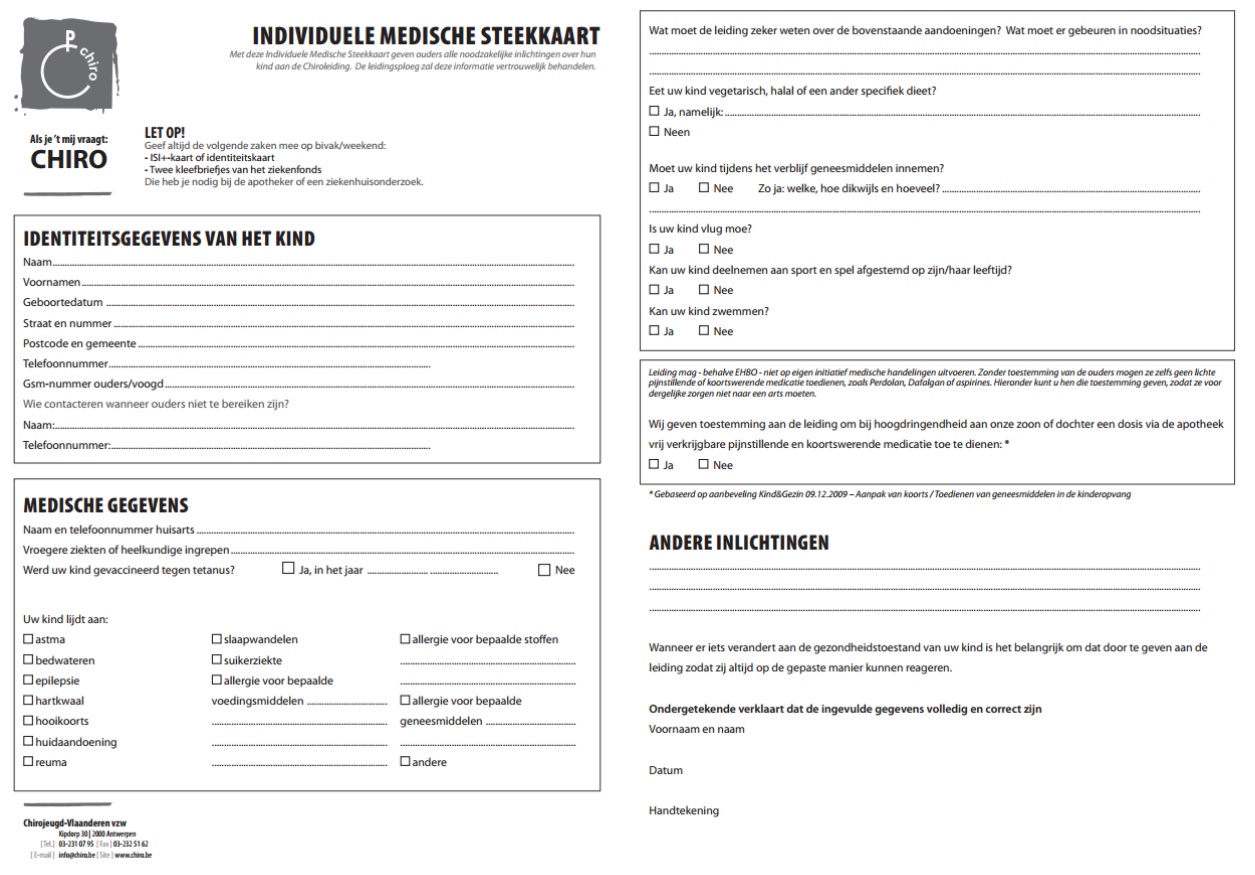 chiro
Als je 't mij vraagt:
CHIRO
INDIVIDUELE MEDISCHE STEEKKAART
Met deze Individuele Medische Steekkaart geven ouders alle noodzakelijke inlichtingen over hun
kind aan de Chiroleiding. De leidingsploeg zal deze informatie vertrouwelijk behandelen.
LET OP!
Geef altijd de volgende zaken mee op bivak/weekend:
- ISI+-kaart of identiteitskaart
- Twee kleefbriefjes van het ziekenfonds
Die heb je nodig bij de apotheker of een ziekenhuisonderzoek.
IDENTITEITSGEGEVENS VAN HET KIND
Naam
Voornamen
Geboortedatum
Straat en nummer
Postcode en gemeente
Telefoonnummer
Gsm-nummer ouders/voogd
Wie contacteren wanneer ouders niet te bereiken zijn?
Naam:
Telefoonnummer:
MEDISCHE GEGEVENS
Naam en telefoonnummer huisarts
Vroegere ziekten of heelkundige ingrepen
Werd uw kind gevaccineerd tegen tetanus? Ja, in het jaar Nee
Uw kind lijdt aan:
astma
bedwateren
epilepsie
hartkwaal
hooikoorts
huidaandoening
reuma
slaapwandelen
suikerziekte
allergie voor bepaalde
voedingsmiddelen
allergie voor bepaalde stoffen
allergie voor bepaalde
geneesmiddelen
andere
Chirojeugd-Vlaanderen vzw
Kipdorp 30 | 2000 Antwerpen
[Tel.] 03-231 07 95 [Fax] 03-232 51 62
[E-mail] info@chiro.be [Site] www.chiro.be
Wat moet de leiding zeker weten over de bovenstaande aandoeningen? Wat moet er gebeuren in noodsituaties?
Eet uw kind vegetarisch, halal of een ander specifiek dieet?
Ja, namelijk:
Neen
Moet uw kind tijdens het verblijf geneesmiddelen innemen?
Ja Nee Zo ja: welke, hoe dikwijls en hoeveel?
Is uw kind vlug moe?
Ja Nee
Kan uw kind deelnemen aan sport en spel afgestemd op zijn/haar leeftijd?
Ja Nee
Kan uw kind zwemmen?
Ja Nee
Leiding mag - behalve EHBO - niet op eigen initiatief medische handelingen uitvoeren. Zonder toestemming van de ouders mogen ze zelfs geen lichte
pijnstillende of koortswerende medicatie toedienen, zoals Perdolan, Dafalgan of aspirines. Hieronder kunt u hen die toestemming geven, zodat ze voor
dergelijke zorgen niet naar een arts moeten.
Wij geven toestemming aan de leiding om bij hoogdringendheid aan onze zoon of dochter een dosis via de apotheek
vrij verkrijgbare pijnstillende en koortswerende medicatie toe te dienen: *
Ja Nee
* Gebaseerd op aanbeveling Kind&Gezin 09.12.2009 – Aanpak van koorts / Toedienen van geneesmiddelen in de kinderopvang
ANDERE INLICHTINGEN
Wanneer er iets verandert aan de gezondheidstoestand van uw kind is het belangrijk om dat door te geven aan de
leiding zodat zij altijd op de gepaste manier kunnen reageren.
Ondergetekende verklaart dat de ingevulde gegevens volledig en correct zijn
Voornaam en naam
Datum
Handtekening